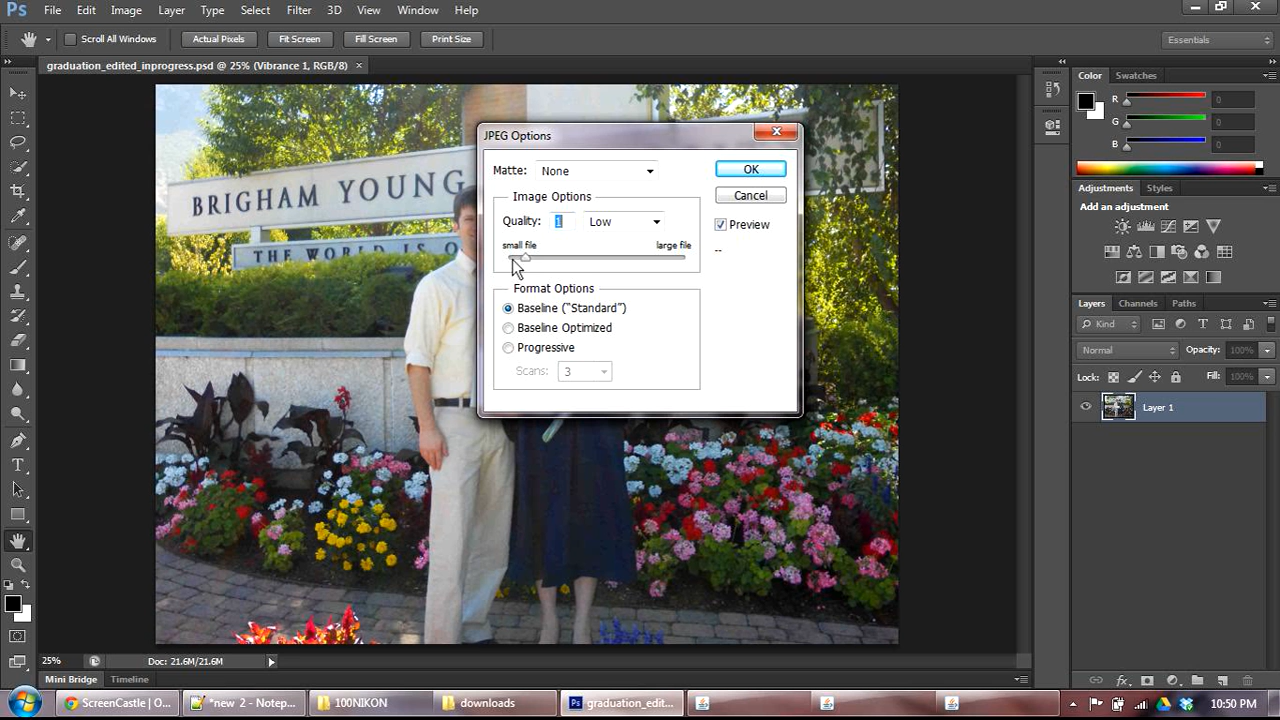 Ps File Edit Image Layer Type Select Filter 3D View Window Help
Scroll All Windows Actual Pixels Fit Screen Fill Screen Print Size Essentials
graduation_edited_inprogress.psd @ 25% (Vibrance 1, RGB/8) ×
Color Swatches
R 0
G 0
B 0
Adjustments Styles
Add an adjustment
Layers Channels Paths
Kind
Normal Opacity: 100%
Lock: Fill: 100%
Layer 1
BRIGHAM YOUNG
THE WORLD IS O
JPEG Options
Matte: None OK
Image Options Cancel
Quality: 1 Low Preview
small file large file --
Format Options
Baseline ("Standard")
Baseline Optimized
Progressive
Scans: 3
25% Doc: 21.6M/21.6M
Mini Bridge Timeline
ScreenCastle | O... *new 2 - Notep... 100NIKON downloads Ps graduation_edit... 10:50 PM